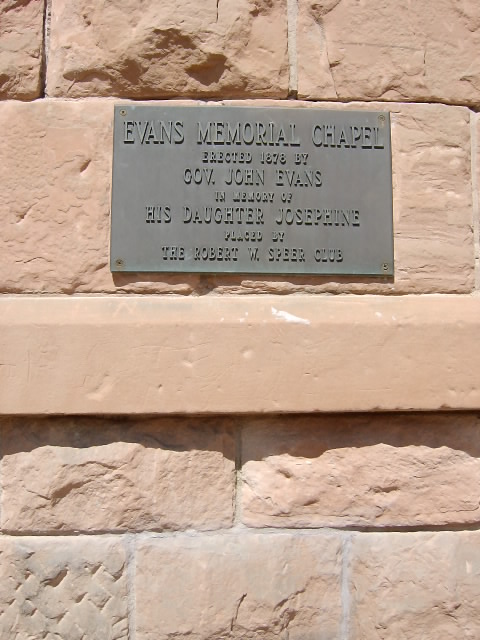 EVANS MEMORIAL CHAPEL
ERECTED 1878 BY
GOV. JOHN EVANS
IN MEMORY OF
HIS DAUGHTER JOSEPHINE
PLACED BY
THE ROBERT W. SPEER CLUB